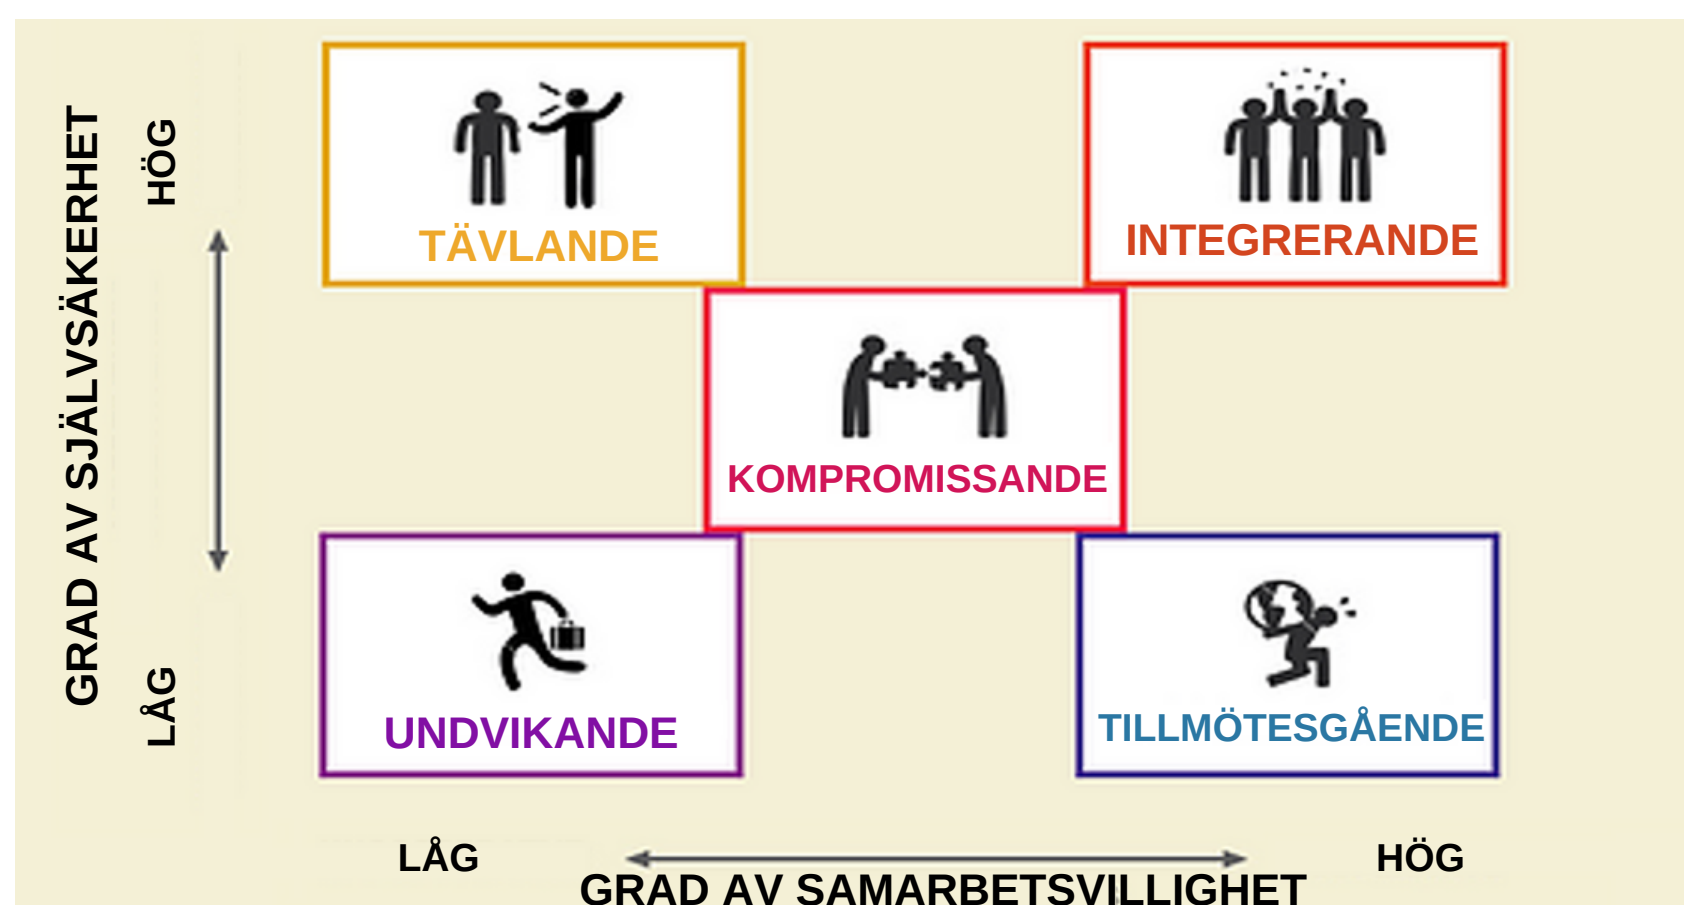 GRAD AV SJÄLVSÄKERHET
HÖG
LÅG
TÄVLANDE
INTEGRERANDE
KOMPROMISSANDE
UNDVIKANDE
TILLMÖTESGÅENDE
LÅG
HÖG
GRAD AV SAMARBETSVILLIGHET